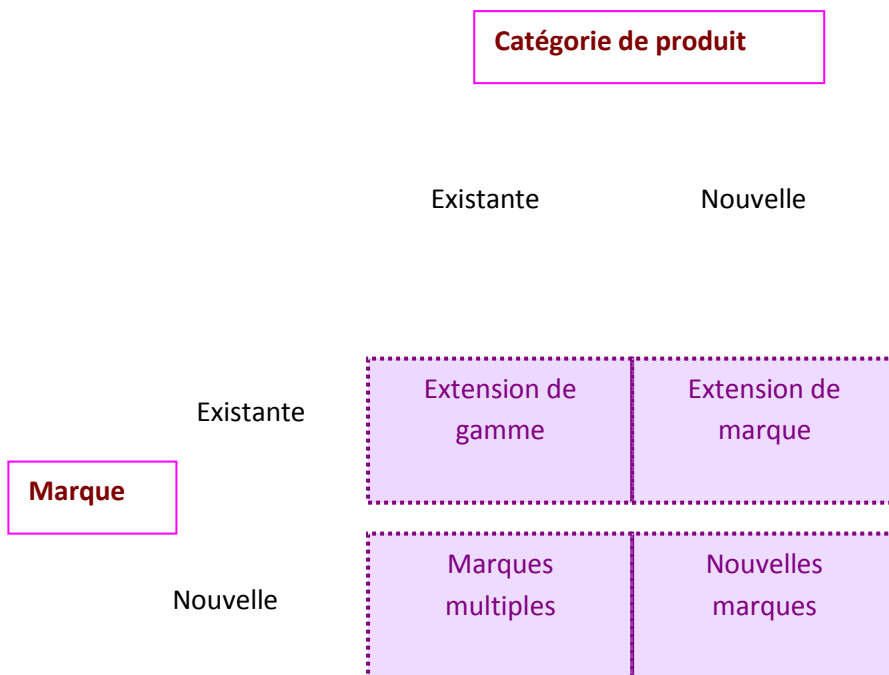 Catégorie de produit
Existante Nouvelle
Existante
Extension de gamme
Extension de marque
Marque
Nouvelle
Marques multiples
Nouvelles marques